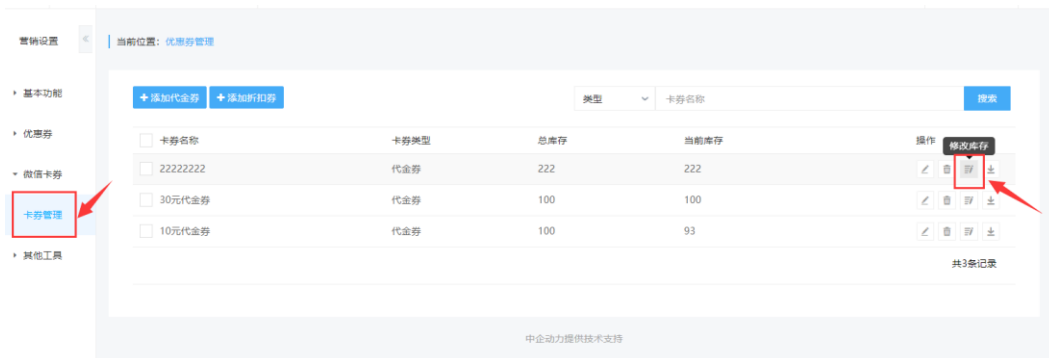 营销设置 «
当前位置：优惠券管理
基本功能
优惠券
微信卡券
卡券管理
其他工具
+ 添加代金券 + 添加折扣券 类型 卡券名称 搜索
卡券名称 卡券类型 总库存 当前库存 操作
修改库存
22222222 代金券 222 222
30元代金券 代金券 100 100
10元代金券 代金券 100 93
共3条记录
中企动力提供技术支持